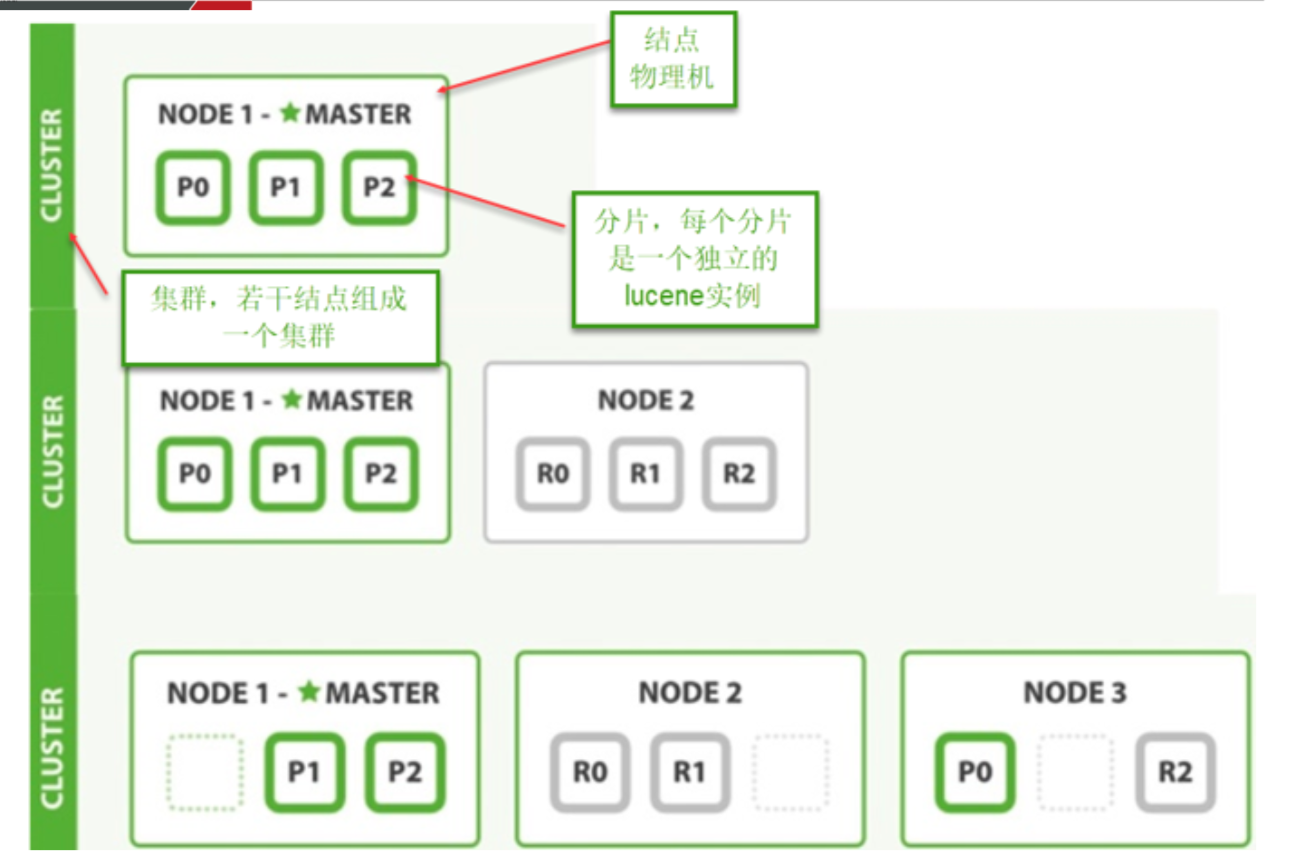 结点
物理机
CLUSTER
NODE 1 - ★ MASTER
P0 P1 P2
分片，每个分片
是一个独立的
lucene实例
集群，若干结点组成
一个集群
CLUSTER
NODE 1 - ★ MASTER
P0 P1 P2
NODE 2
R0 R1 R2
CLUSTER
NODE 1 - ★ MASTER
P1 P2
NODE 2
R0 R1
NODE 3
P0 R2